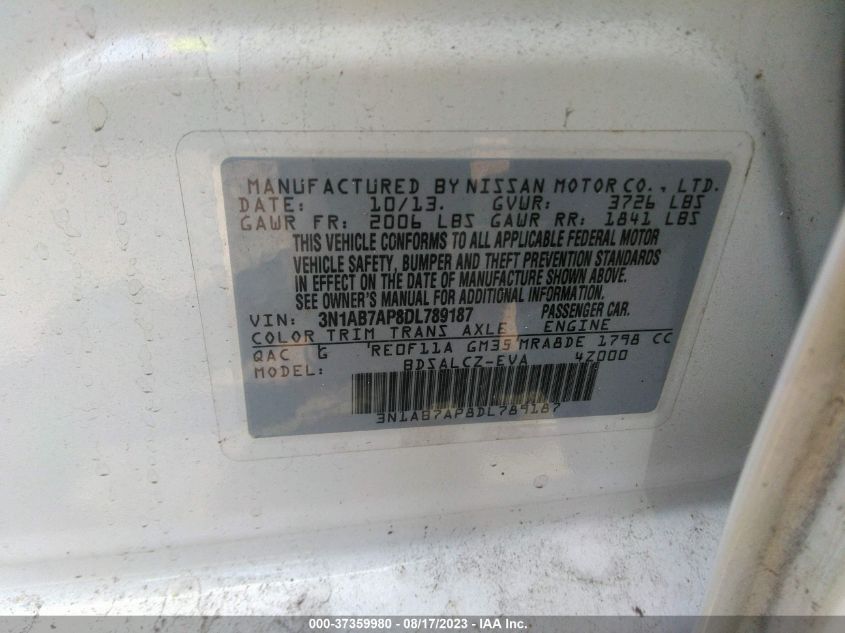 MANUFACTURED BY NISSAN MOTOR CO., LTD.
DATE: 10/13. GVWR: 3726 LBS
GAWR FR: 2006 LBS GAWR RR: 1841 LBS
THIS VEHICLE CONFORMS TO ALL APPLICABLE FEDERAL MOTOR
VEHICLE SAFETY, BUMPER AND THEFT PREVENTION STANDARDS
IN EFFECT ON THE DATE OF MANUFACTURE SHOWN ABOVE.
SEE OWNER'S MANUAL FOR ADDITIONAL INFORMATION.
VIN: 3N1AB7AP8DL789187 PASSENGER CAR.
COLOR TRIM TRANS AXLE ENGINE
QAC G RE0F11A GM35 MRA8DE 1798 CC
MODEL: BDSALCZ-EVA 4Z000
3N1AB7AP8DL789187
000-37359980 - 08/17/2023 - IAA Inc.